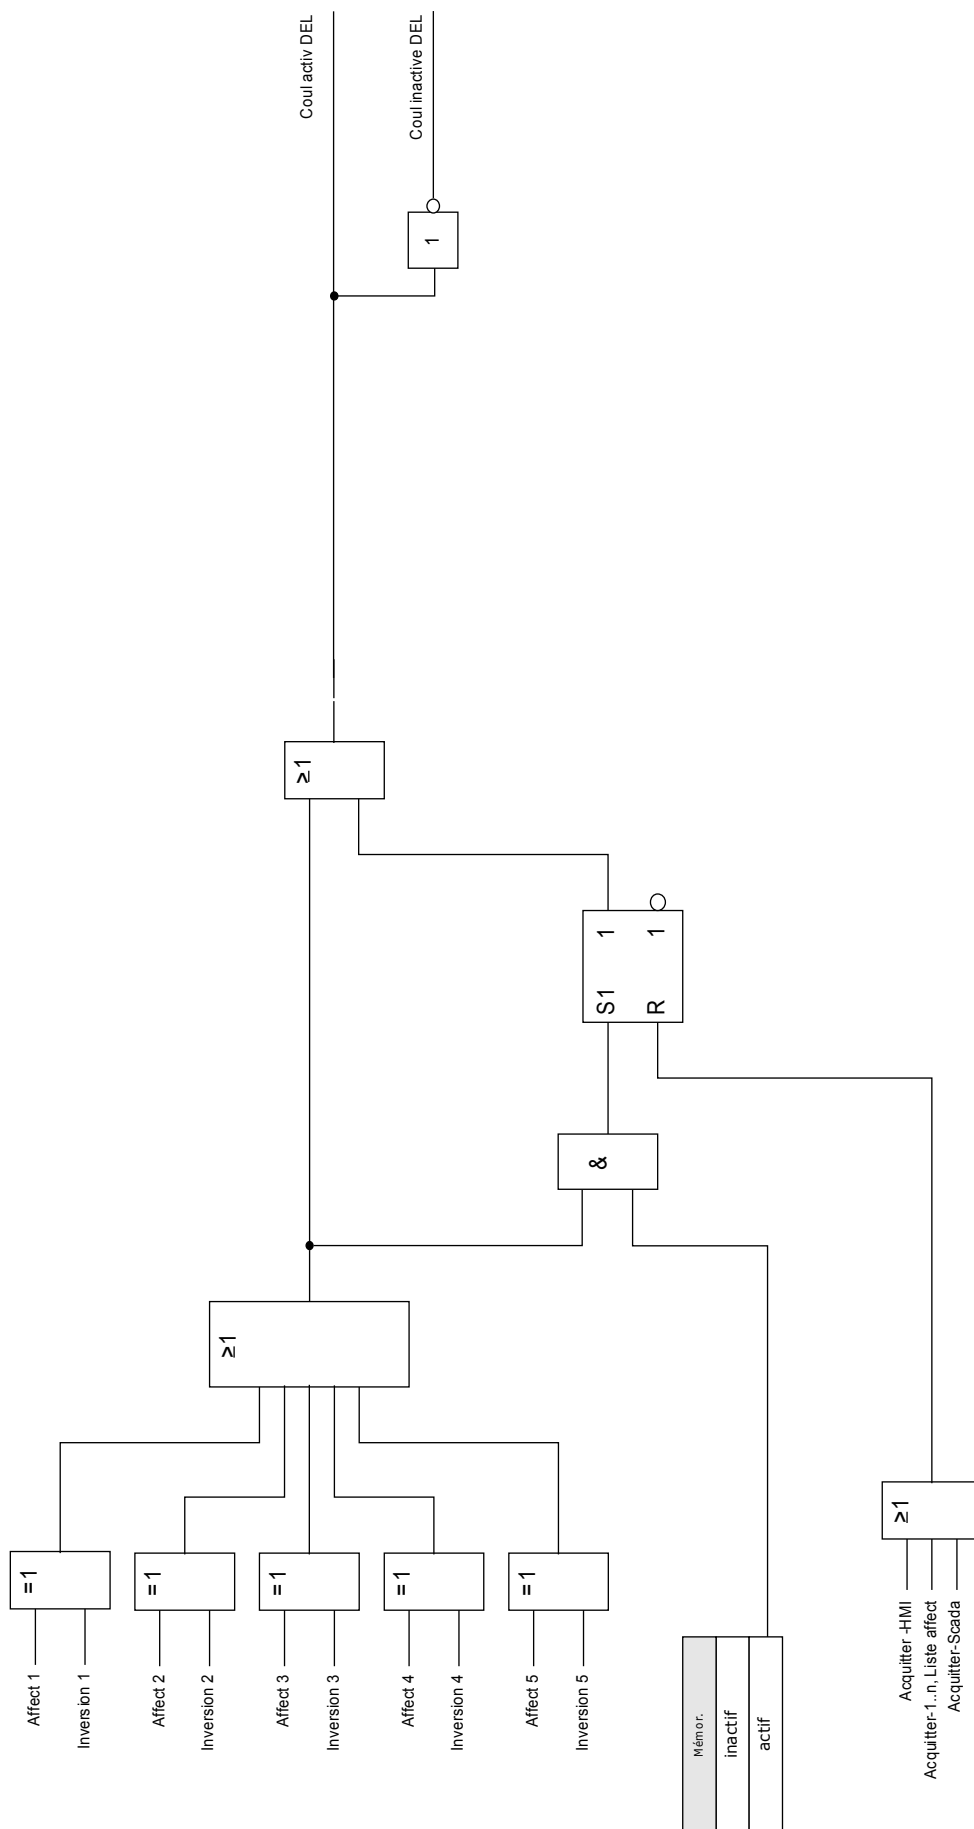 Affect 1
Inversion 1
Affect 2
Inversion 2
Affect 3
Inversion 3
Affect 4
Inversion 4
Affect 5
Inversion 5
=1
=1
=1
=1
=1
≥1
Mémor.
inactif
actif
&
Acquitter -HMI
Acquitter-1..n, Liste affect
Acquitter-Scada
≥1
S1 1
R 1
≥1
1
Coul activ DEL
Coul inactive DEL